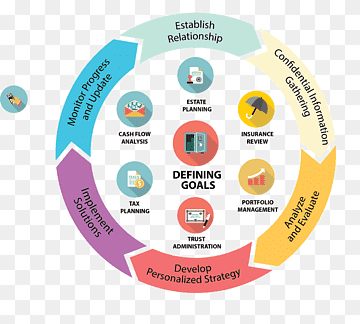 Establish
Relationship
Confidential Information
Gathering
Analyze
and Evaluate
Develop
Personalized Strategy
Implement
Solutions
Monitor Progress
and Update
ESTATE
PLANNING
CASH FLOW
ANALYSIS
INSURANCE
REVIEW
DEFINING
GOALS
TAX
PLANNING
PORTFOLIO
MANAGEMENT
TRUST
ADMINISTRATION